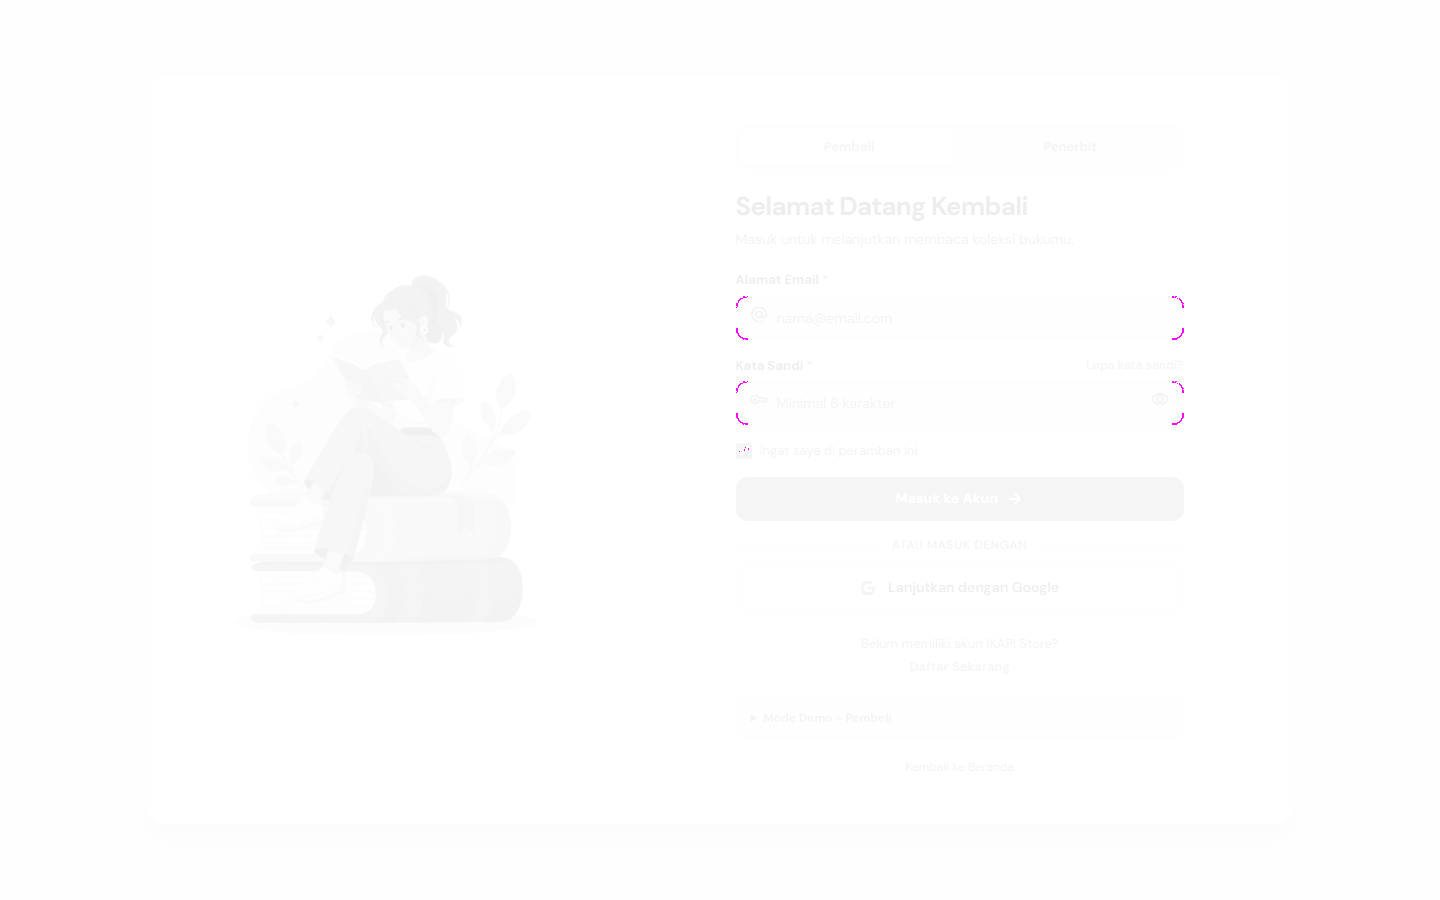 Pembeli
Penerbit
Selamat Datang Kembali
Masuk untuk melanjutkan membaca koleksi bukumu.
Alamat Email *
nama@email.com
Kata Sandi *
Lupa kata sandi?
Minimal 6 karakter
Ingat saya di peramban ini
Masuk ke Akun →
ATAU MASUK DENGAN
G Lanjutkan dengan Google
Belum memiliki akun IKAPI Store?
Daftar Sekarang
Mode Demo - Pembeli
Kembali ke Beranda